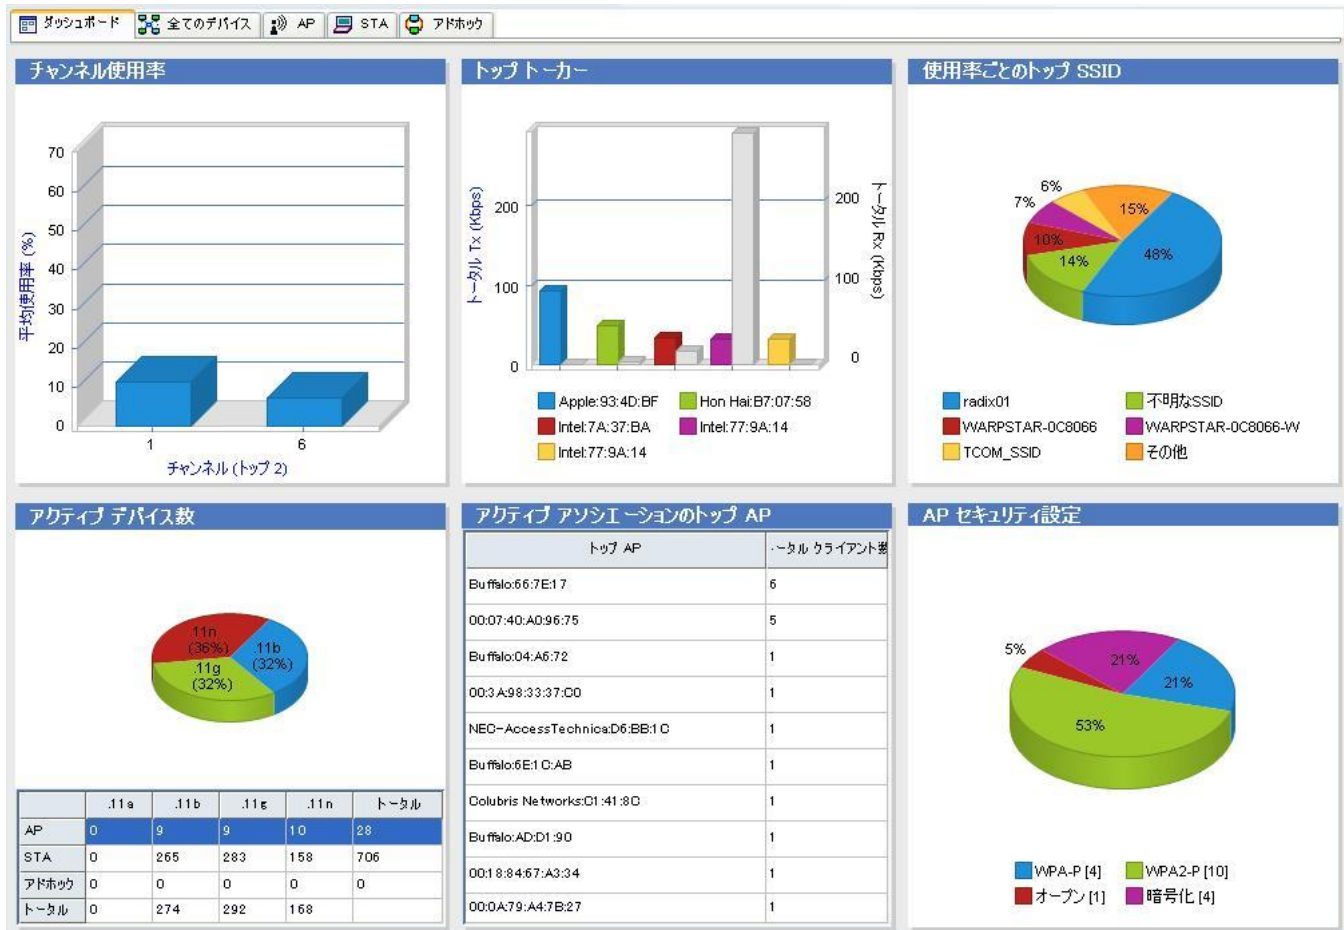 ダッシュボード 全てのデバイス AP STA アドホック
チャンネル使用率
70
60
50
40
30
20
10
0
平均使用率 (%)
1 6
チャンネル (トップ 2)
トップ トーカー
トータル Tx (Kbps)
200
100
0
200
100
0
トータル Rx (Kbps)
Apple:93:4D:BF Hon Hai:B7:07:58
Intel:7A:37:BA Intel:77:9A:14
Intel:77:9A:14
使用率ごとのトップ SSID
6%
7%
15%
10%
14%
48%
radix01 不明なSSID
WARPSTAR-0C8066 WARPSTAR-0C8066-W
TCOM_SSID その他
アクティブ デバイス数
.11n
(36%)
.11b
(32%)
.11g
(32%)
.11a .11b .11g .11n トータル
AP 0 9 9 10 28
STA 0 265 283 158 706
アドホック 0 0 0 0 0
トータル 0 274 292 168
アクティブ アソシエーションのトップ AP
トップ AP ータル クライアント数
Buffalo:66:7E:17 6
00:07:40:A0:96:75 5
Buffalo:04:A6:72 1
00:3A:98:33:37:C0 1
NEC-AccessTechnica:D6:BB:1C 1
Buffalo:6E:1C:AB 1
Colubris Networks:C1:41:8C 1
Buffalo:AD:D1:90 1
00:18:84:67:A3:34 1
00:0A:79:A4:7B:27 1
AP セキュリティ設定
5%
21%
21%
53%
WPA-P [4] WPA2-P [10]
オープン [1] 暗号化 [4]